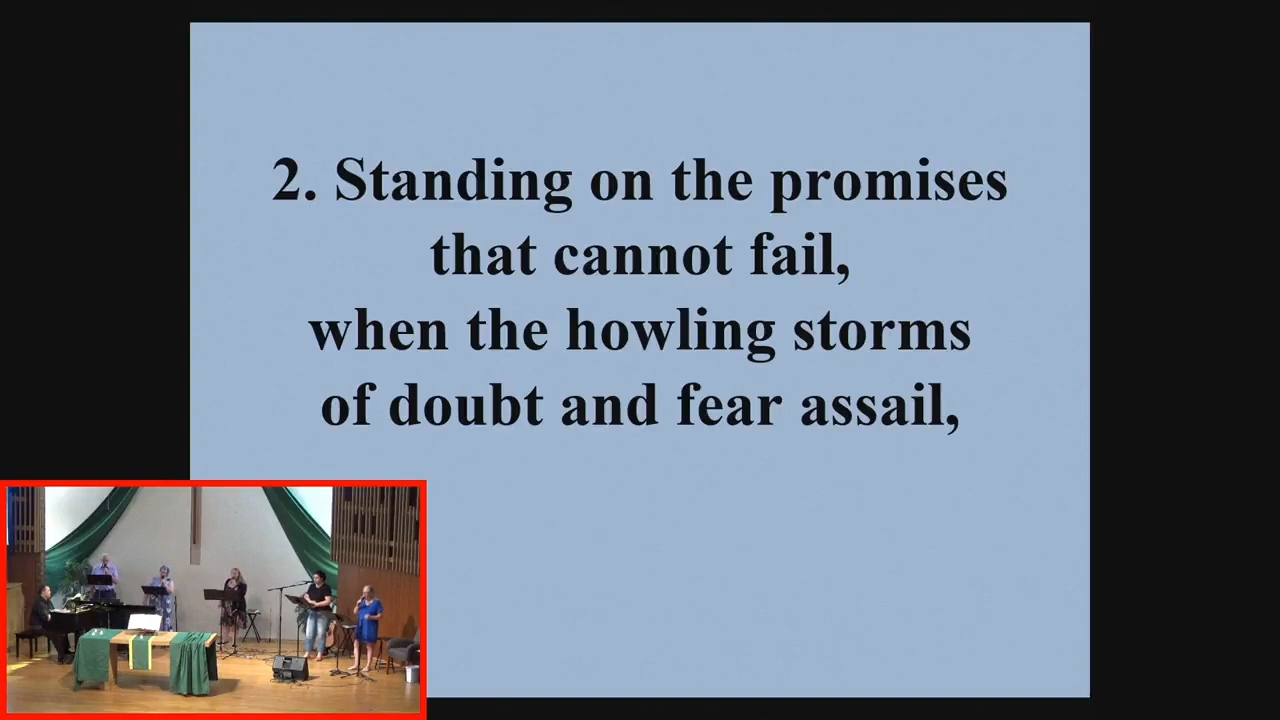 2. Standing on the promises
that cannot fail,
when the howling storms
of doubt and fear assail,